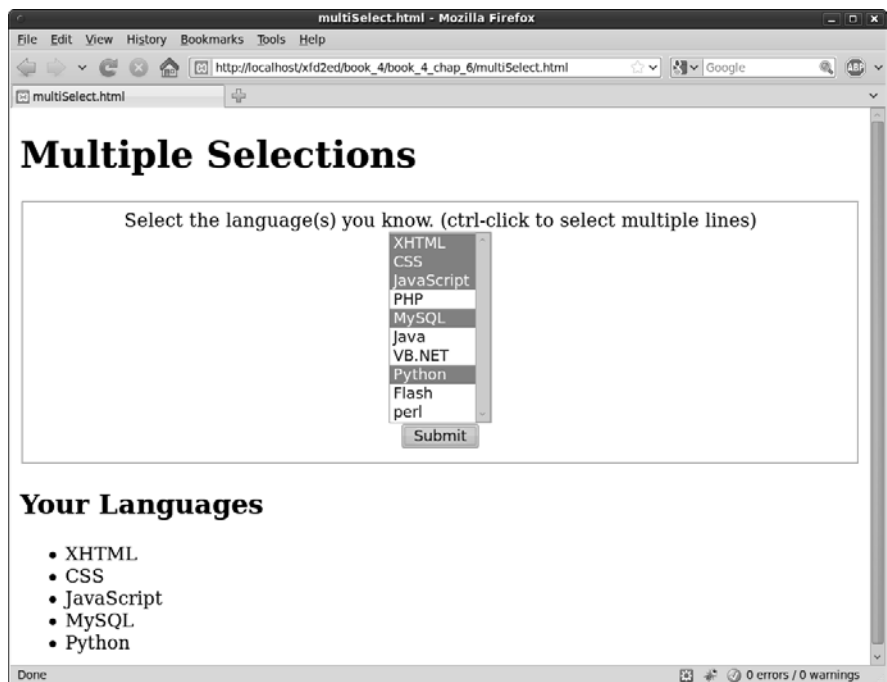 multiSelect.html - Mozilla Firefox
File Edit View History Bookmarks Tools Help
http://localhost/xfd2ed/book_4/book_4_chap_6/multiSelect.html Google ABP
multiSelect.html
Multiple Selections
Select the language(s) you know. (ctrl-click to select multiple lines)
XHTML
CSS
JavaScript
PHP
MySQL
Java
VB.NET
Python
Flash
perl
Submit
Your Languages
• XHTML
• CSS
• JavaScript
• MySQL
• Python
Done 0 errors / 0 warnings